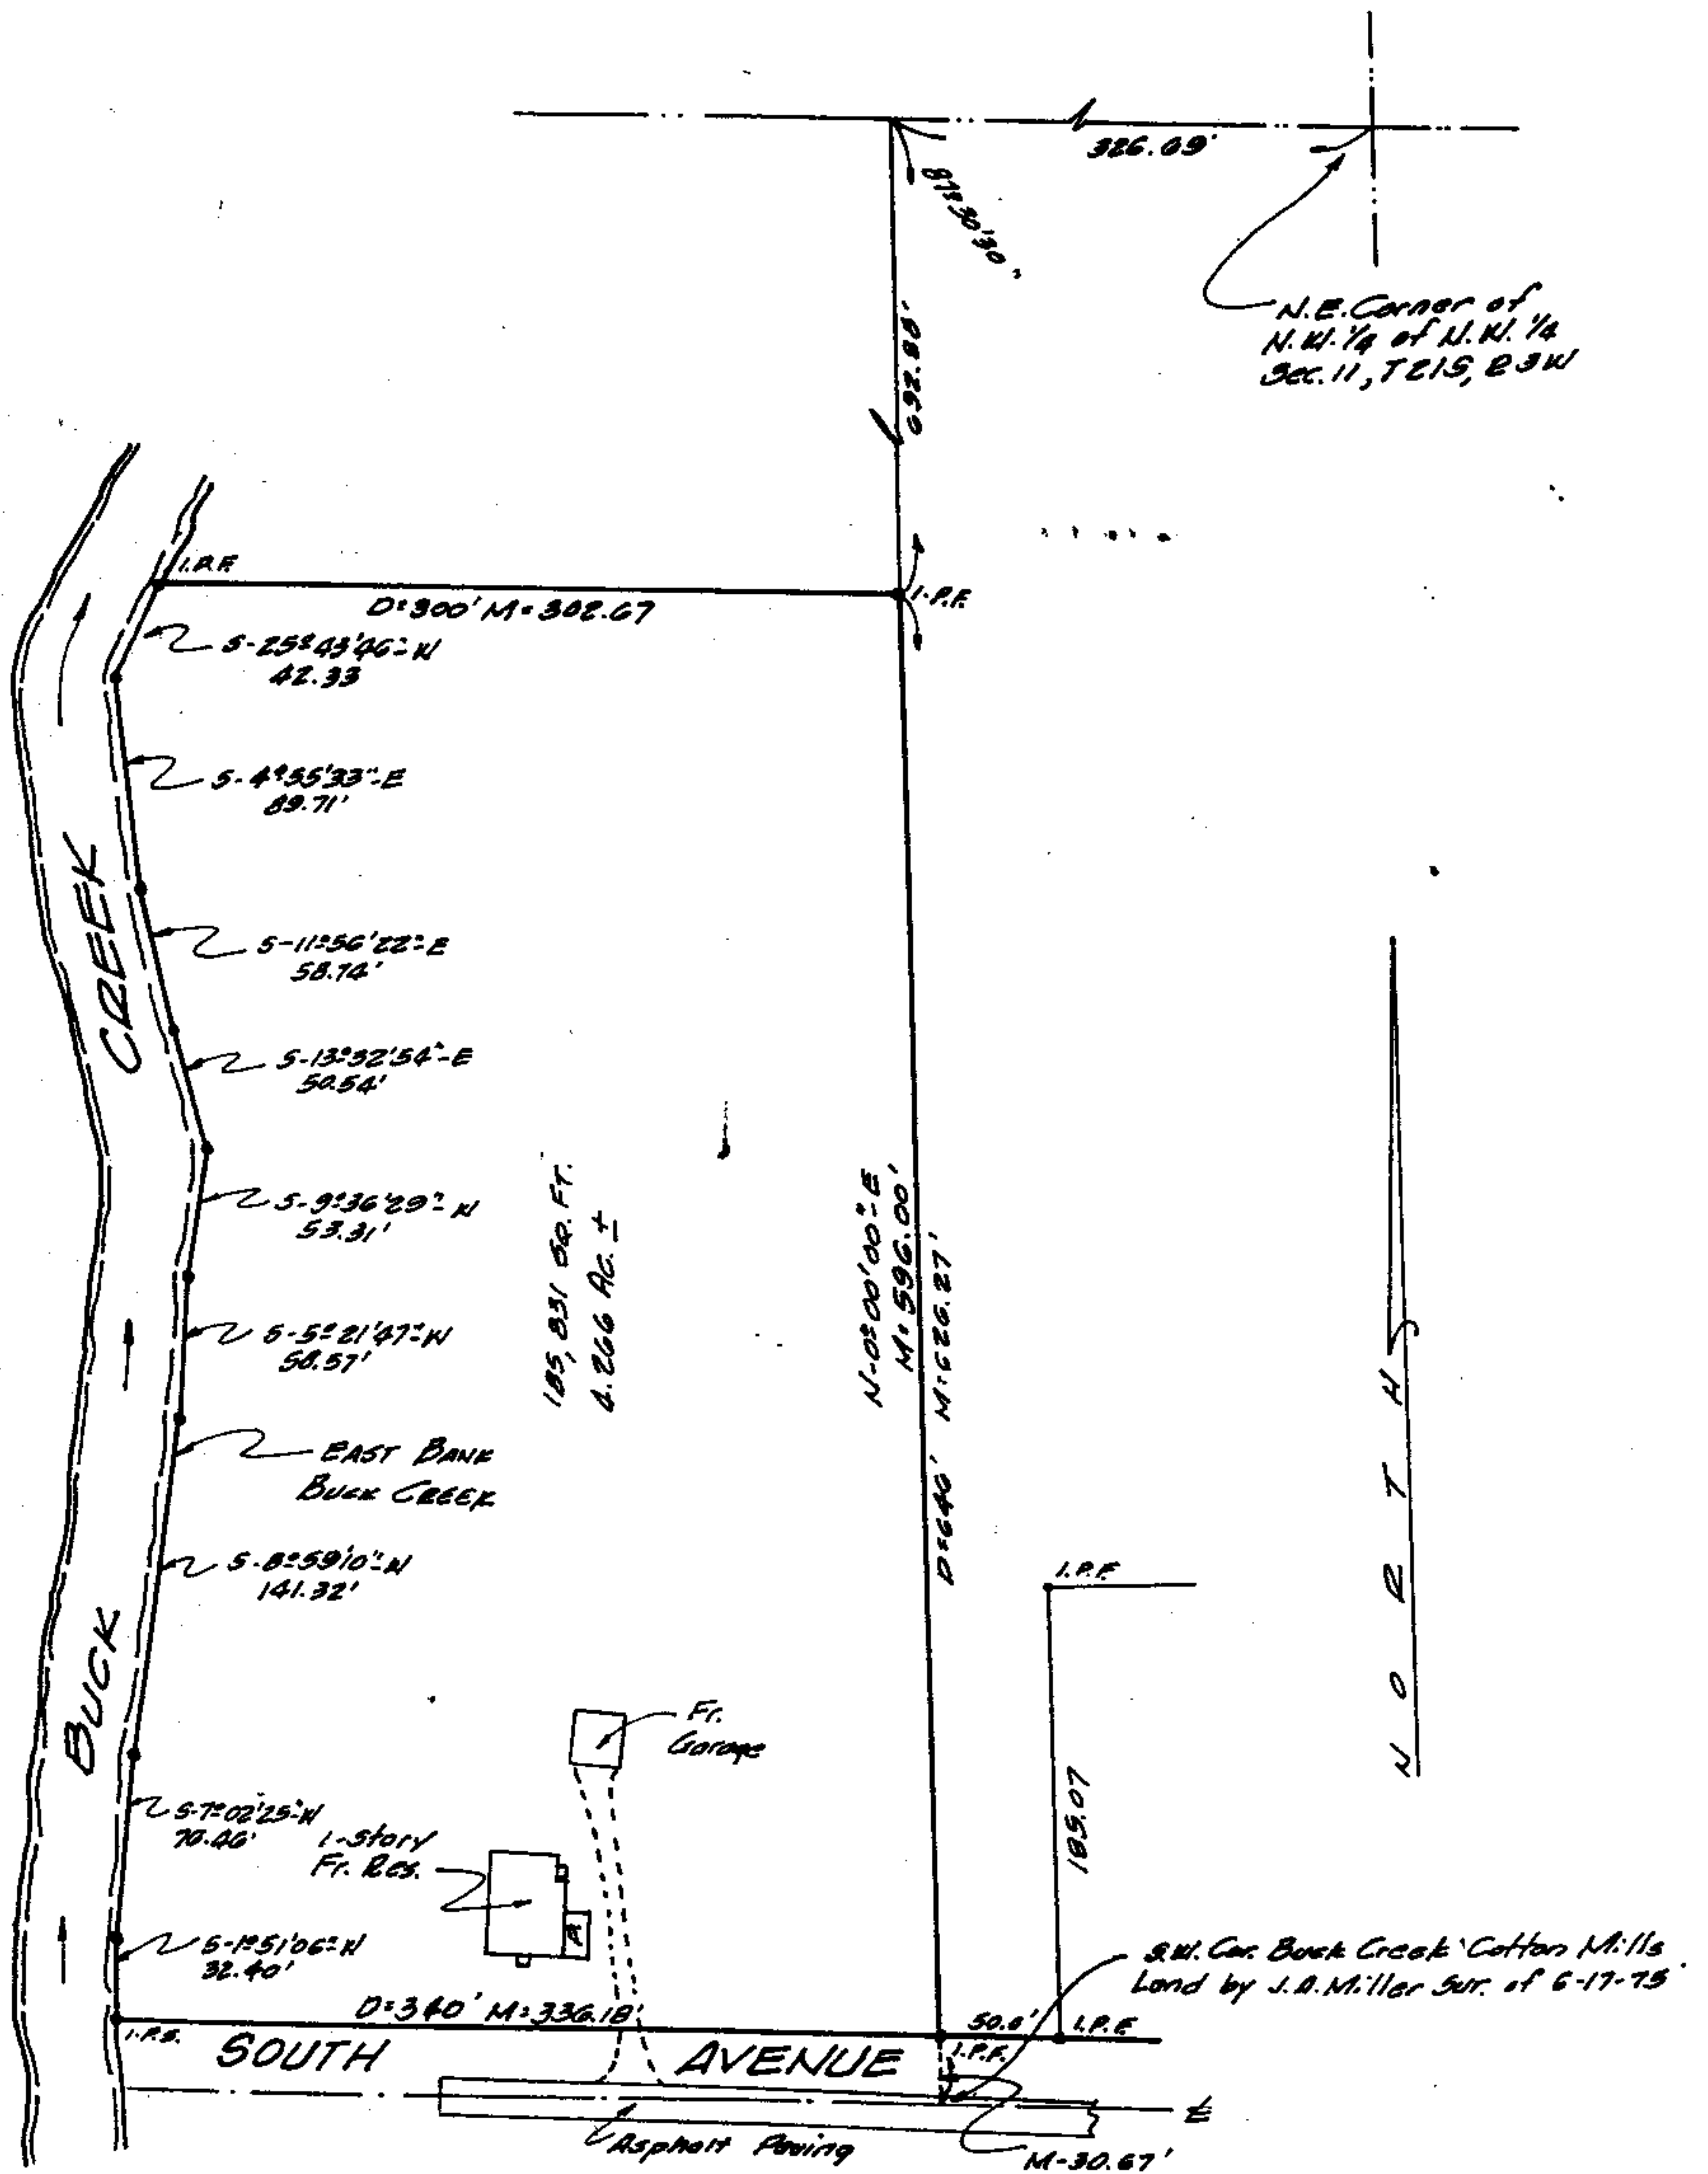 326.09'
N.E. Corner of
N.W. 1/4 of N.W. 1/4
Sec. 11, T21S, R3W
692.80'
I.P.F.
D=300' M=302.67
I.P.F.
S-25°43'46"-W
42.33
S-4°55'33"-E
89.71'
CREEK
S-11°56'22"-E
58.74'
S-13°32'54"-E
50.54'
S-9°36'29"-W
53.31'
185,831 SQ. FT.
4.266 Ac. ±
N-0°00'00"-E
M=596.00'
D=646' M=626.27'
NORTH
S-5°21'47"-W
58.57'
EAST BANK
BUCK CREEK
S-8°59'10"-W
141.32'
I.P.F.
BUCK
Fr.
Garage
185.07
S-7°02'25"-W
70.46'
1-Story
Fr. Res.
S-1°51'06"-W
32.40'
S.W. Cor. Buck Creek Cotton Mills
Land by J.A. Miller Sur. of 6-17-75
D=340' M=336.18'
50.0'
I.P.F.
I.P.S.
I.P.F.
SOUTH AVENUE
Asphalt Paving
M-30.67'